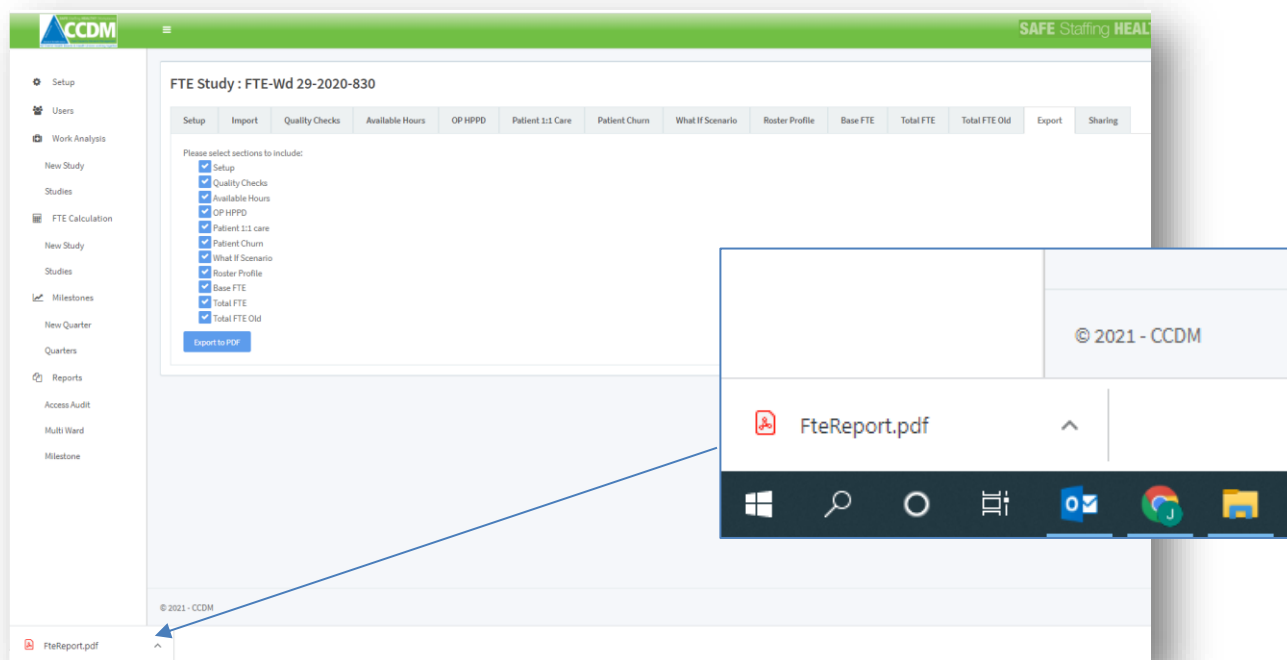 CCDM
SAFE Staffing HEAL
Setup
Users
Work Analysis
New Study
Studies
FTE Calculation
New Study
Studies
Milestones
New Quarter
Quarters
Reports
Access Audit
Multi Ward
Milestone
FTE Study : FTE-Wd 29-2020-830
Setup Import Quality Checks Available Hours OP HPPD Patient 1:1 Care Patient Churn What If Scenario Roster Profile Base FTE Total FTE Total FTE Old Export Sharing
Please select sections to include:
Setup
Quality Checks
Available Hours
OP HPPD
Patient 1:1 care
Patient Churn
What If Scenario
Roster Profile
Base FTE
Total FTE
Total FTE Old
Export to PDF
© 2021 - CCDM
FteReport.pdf
© 2021 - CCDM
FteReport.pdf